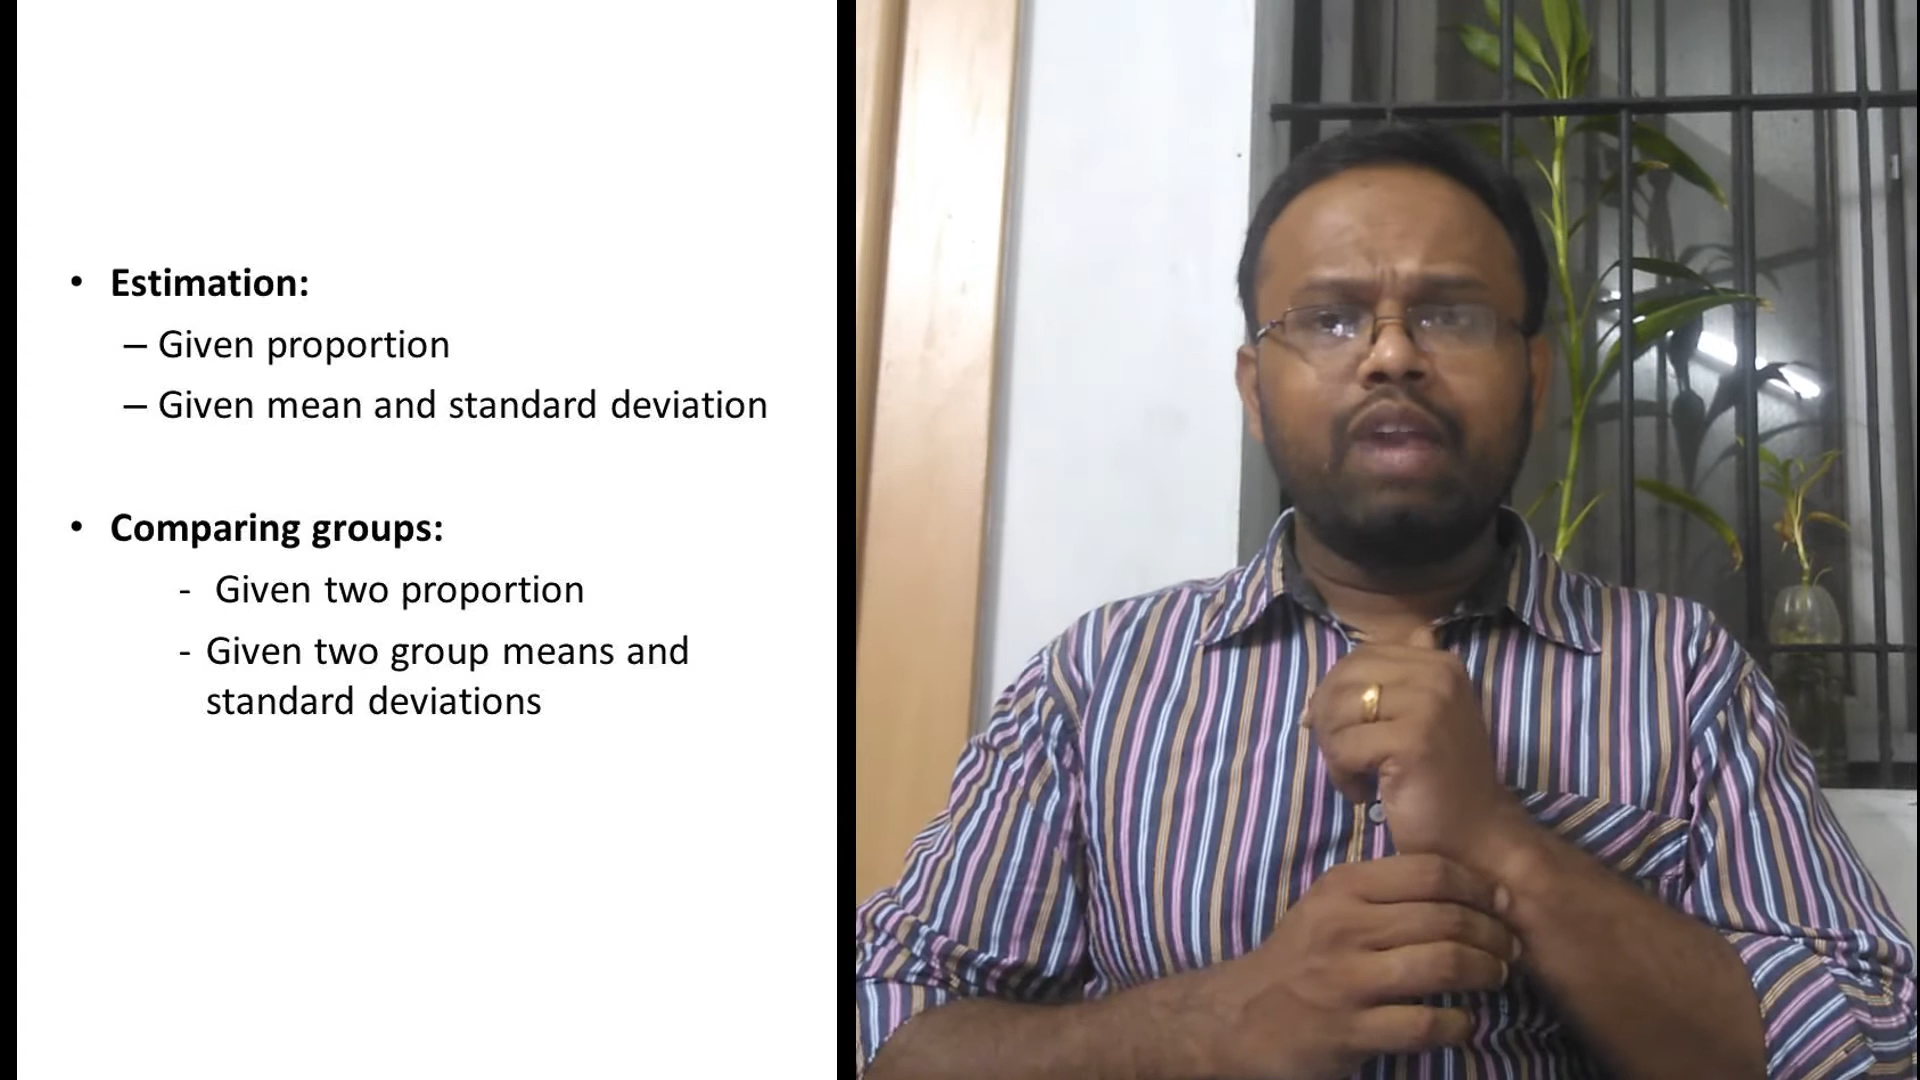 • Estimation:
– Given proportion
– Given mean and standard deviation
• Comparing groups:
- Given two proportion
- Given two group means and
standard deviations